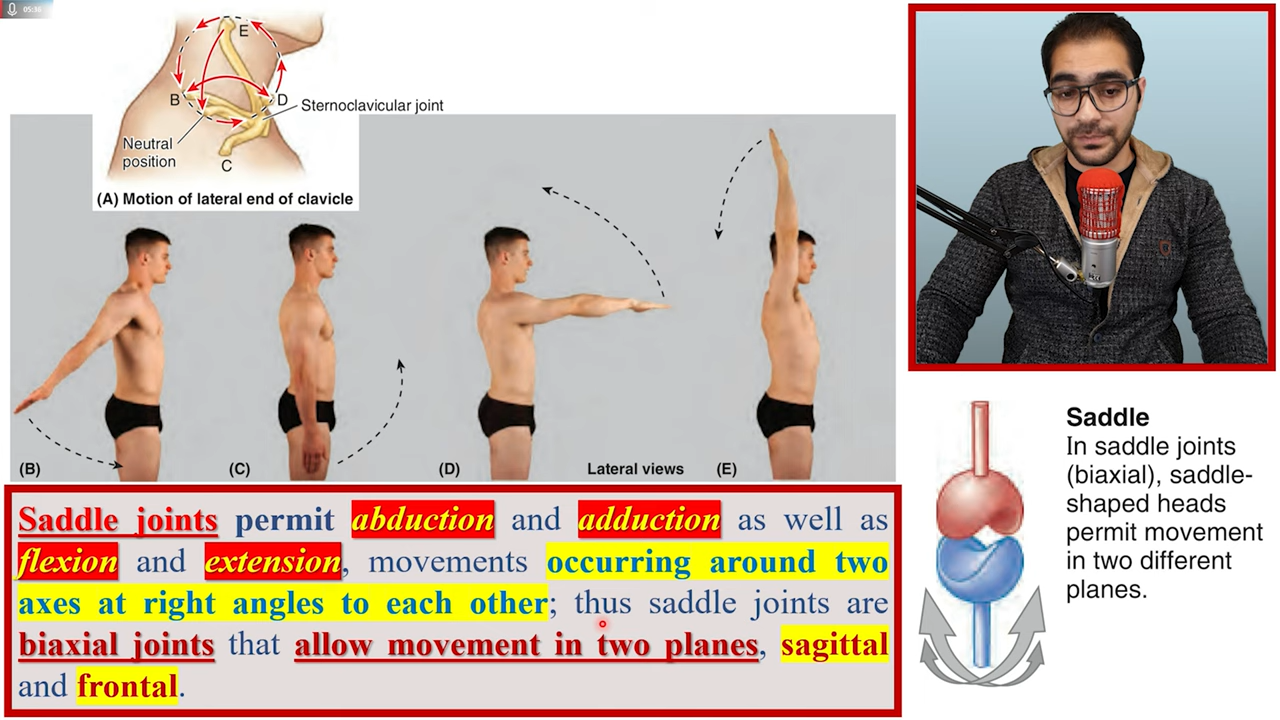 05:36
E
B
D
Sternoclavicular joint
Neutral
position
C
(A) Motion of lateral end of clavicle
(B)
(C)
(D)
Lateral views
(E)
Saddle joints permit abduction and adduction as well as
flexion and extension, movements occurring around two
axes at right angles to each other; thus saddle joints are
biaxial joints that allow movement in two planes, sagittal
and frontal.
Saddle
In saddle joints
(biaxial), saddle-
shaped heads
permit movement
in two different
planes.